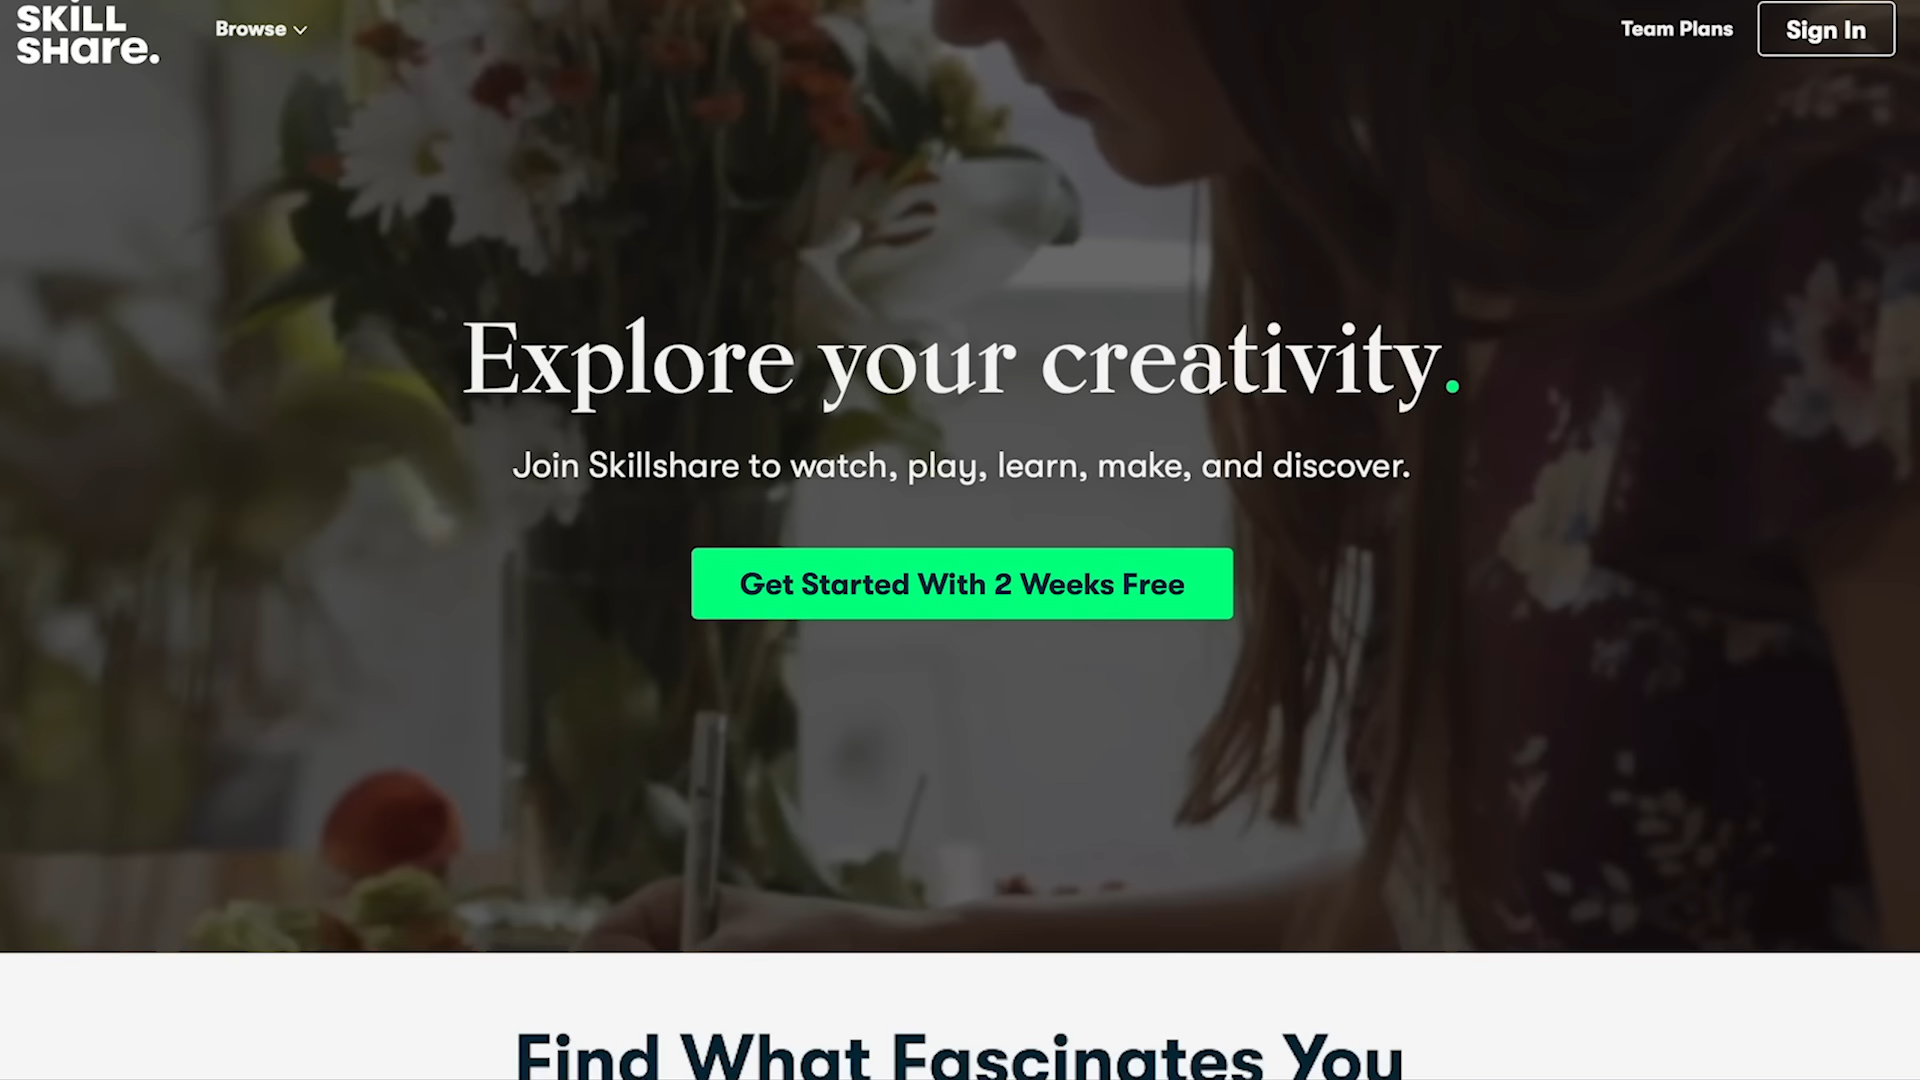 SKiLL
SHare.
Browse
Team Plans
Sign In
Explore your creativity.
Join Skillshare to watch, play, learn, make, and discover.
Get Started With 2 Weeks Free
Find What Fascinates You